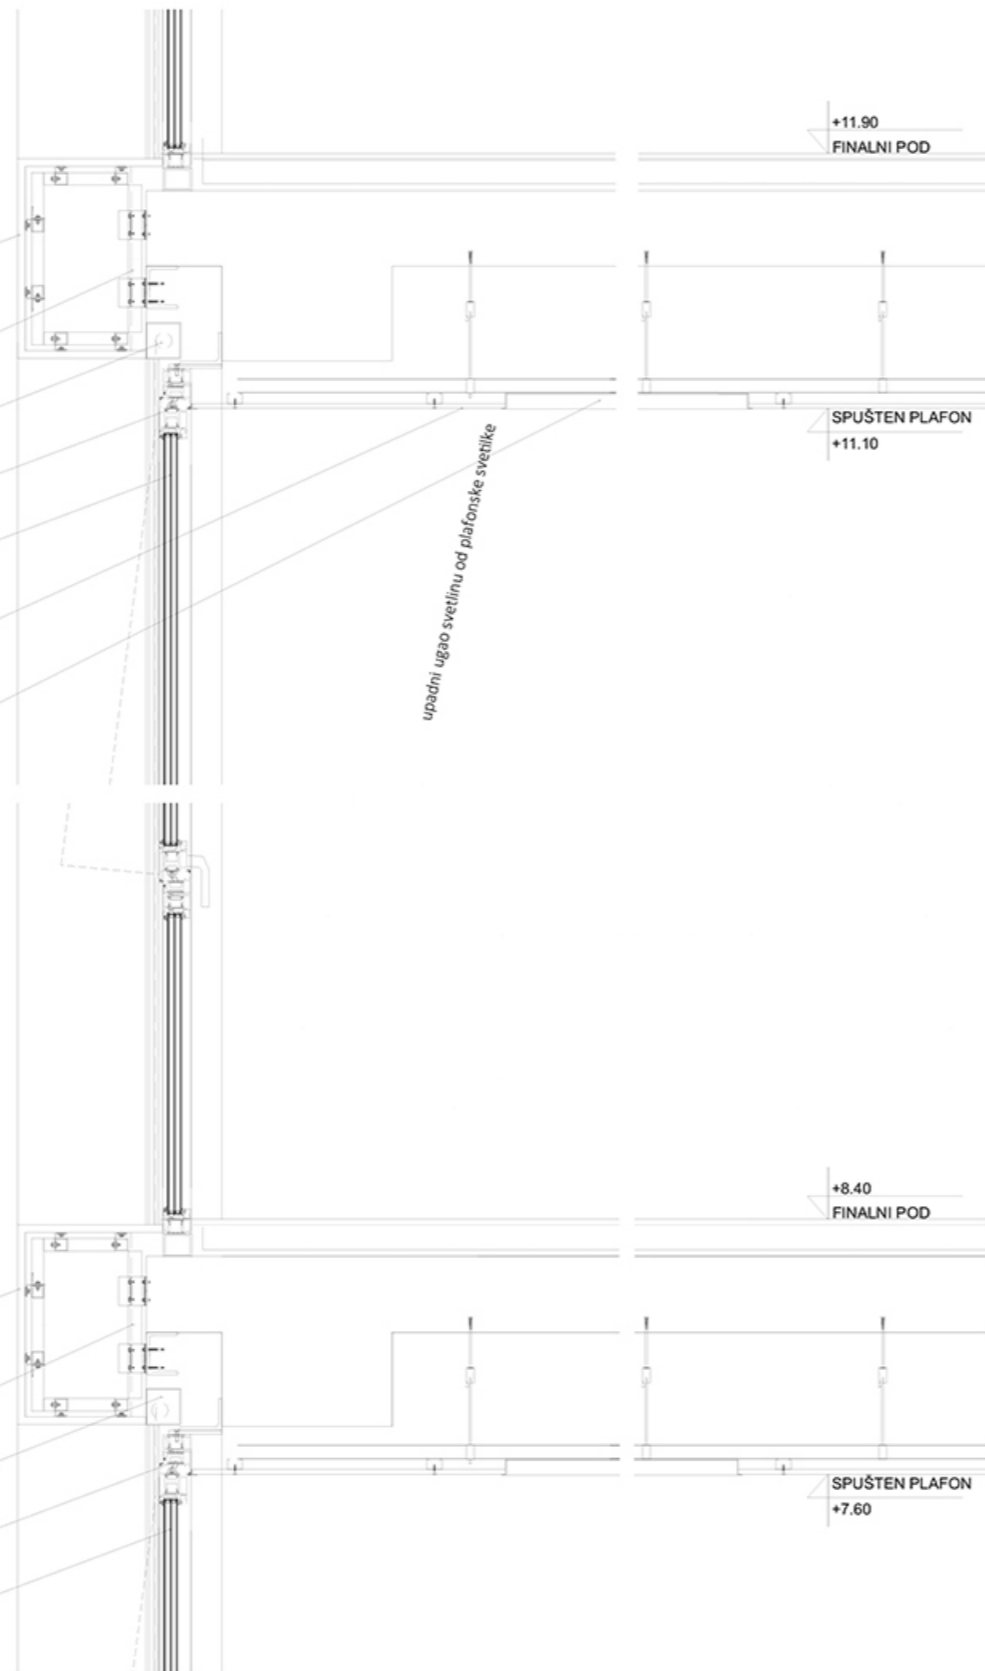 +11.90
FINALNI POD
SPUŠTEN PLAFON
+11.10
upadni ugao svetlinu od plafonske svetilke
+8.40
FINALNI POD
SPUŠTEN PLAFON
+7.60